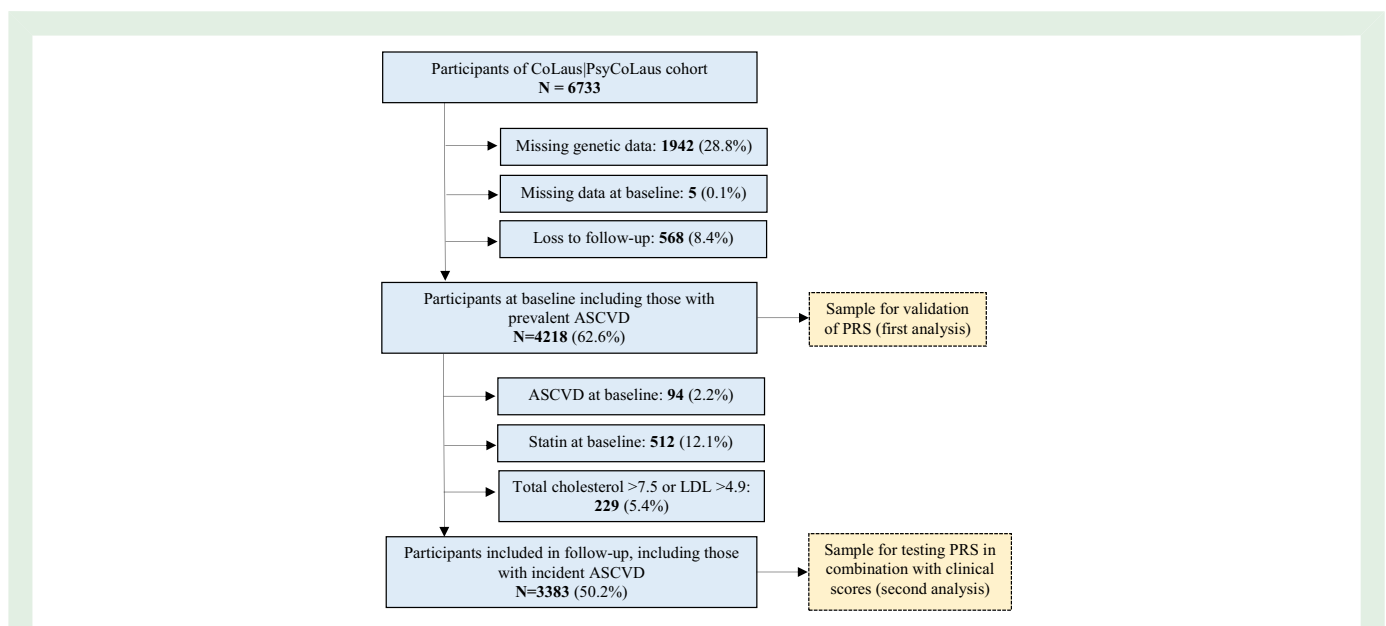 Participants of CoLaus|PsyCoLaus cohort
N = 6733
Missing genetic data: 1942 (28.8%)
Missing data at baseline: 5 (0.1%)
Loss to follow-up: 568 (8.4%)
Participants at baseline including those with
prevalent ASCVD
N=4218 (62.6%)
Sample for validation
of PRS (first analysis)
ASCVD at baseline: 94 (2.2%)
Statin at baseline: 512 (12.1%)
Total cholesterol >7.5 or LDL >4.9:
229 (5.4%)
Participants included in follow-up, including those
with incident ASCVD
N=3383 (50.2%)
Sample for testing PRS in
combination with clinical
scores (second analysis)